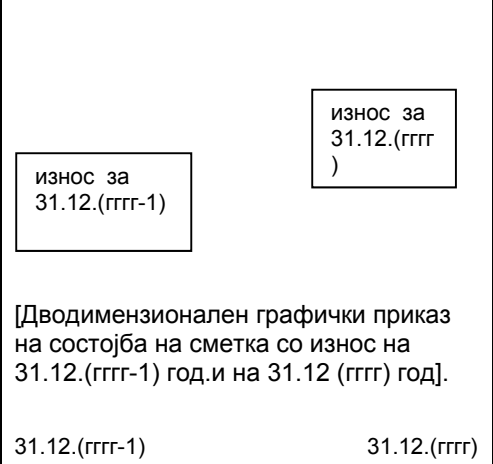 износ за
31.12.(гггг
)
износ за
31.12.(гггг-1)
[Дводимензионален графички приказ
на состојба на сметка со износ на
31.12.(гггг-1) год.и на 31.12 (гггг) год].
31.12.(гггг-1) 31.12.(гггг)